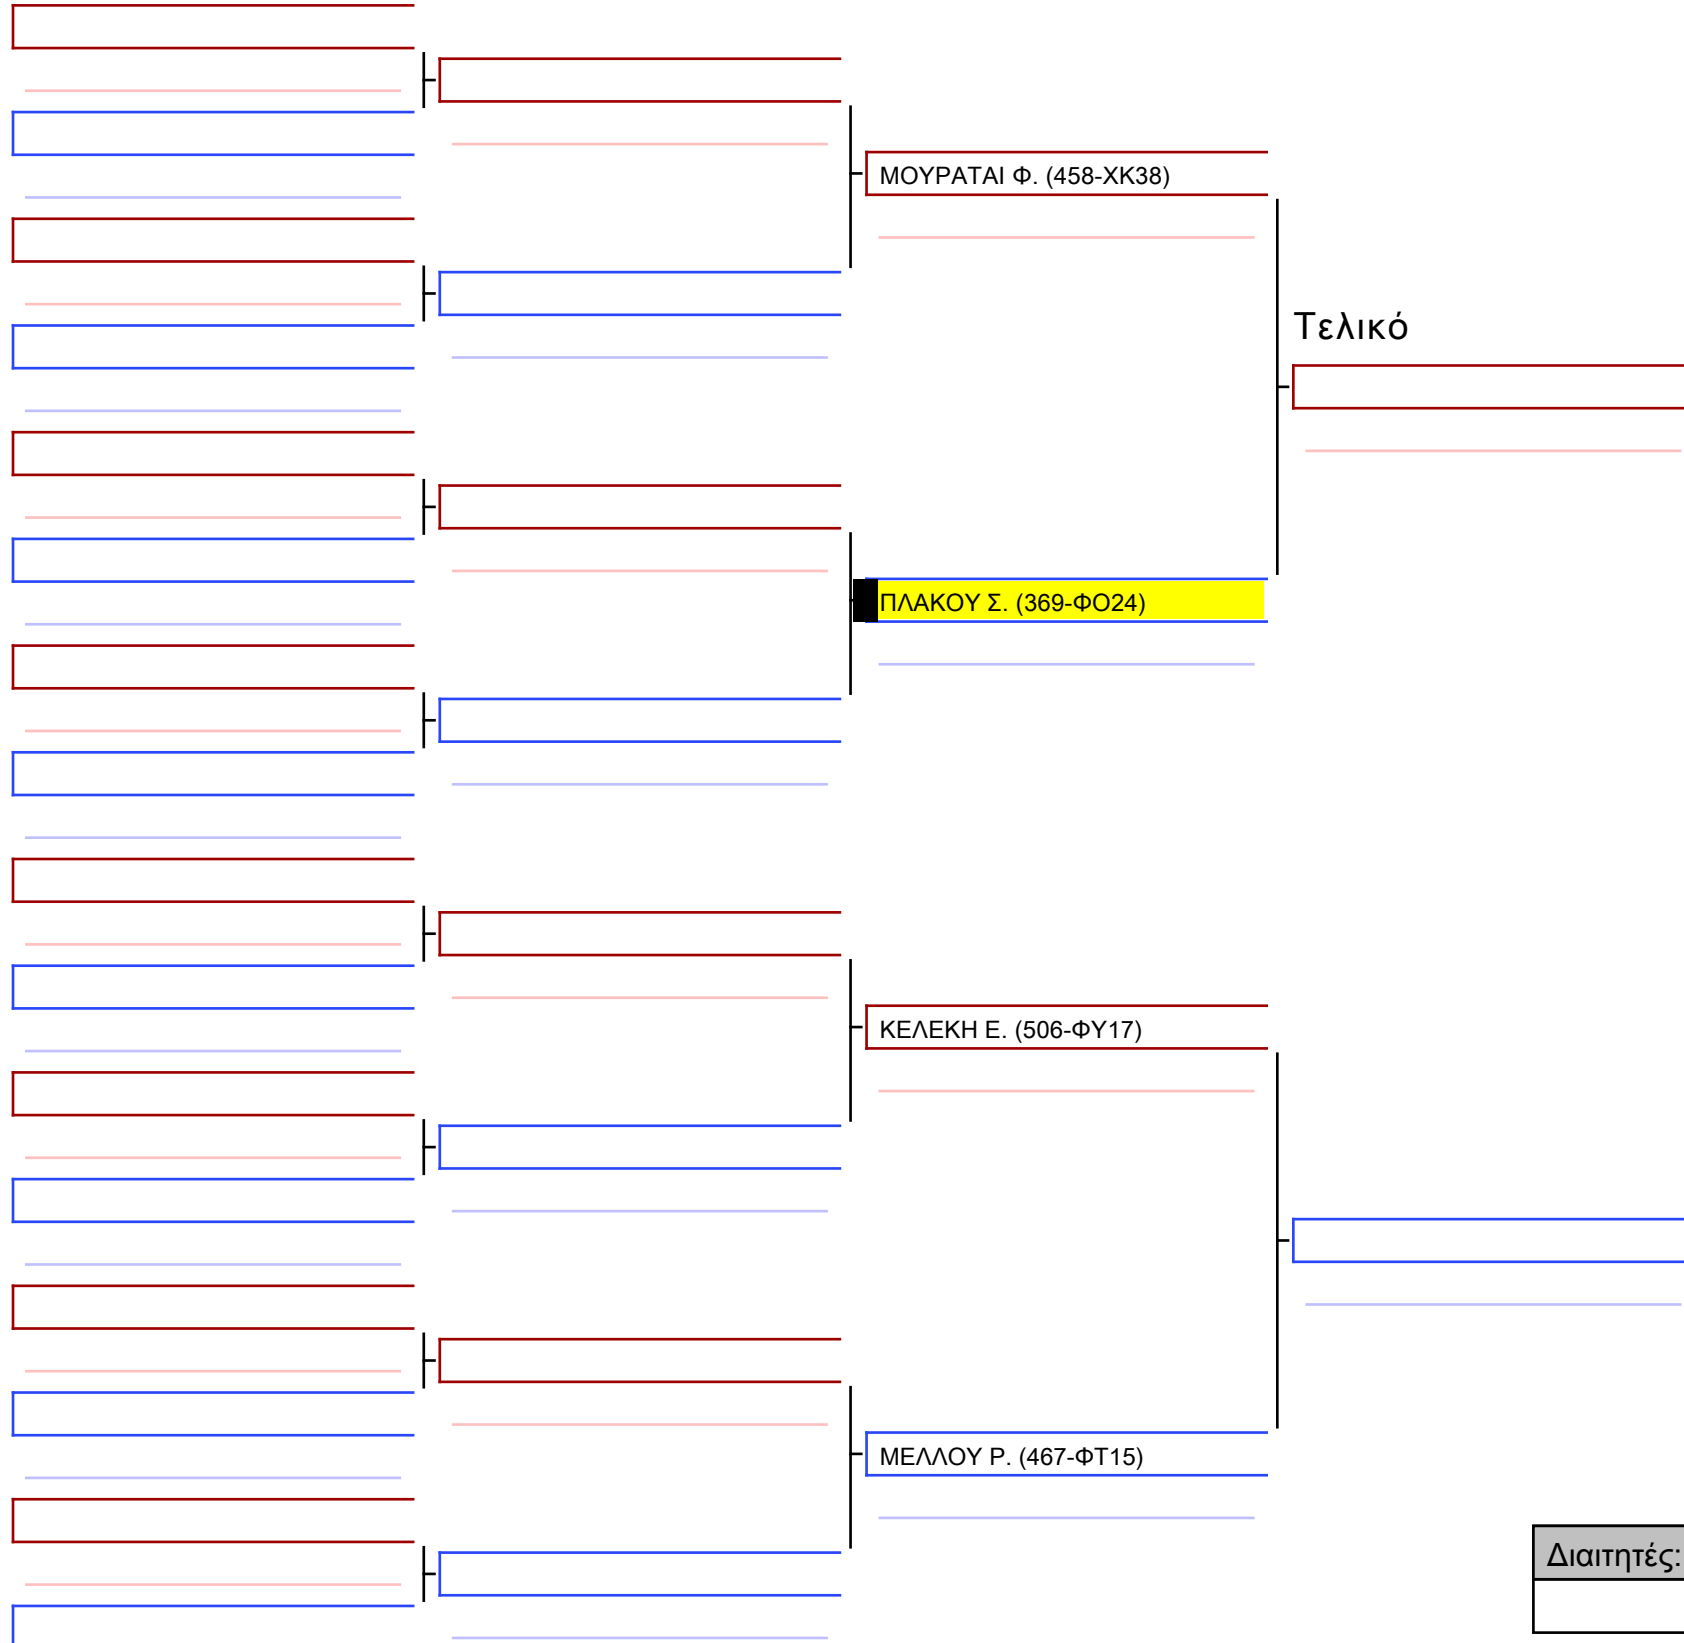 ΜΟΥΡΑΤΑΙ Φ. (458-ΧΚ38)
Τελικό
ΠΛΑΚΟΥ Σ. (369-ΦΟ24)
ΚΕΛΕΚΗ Ε. (506-ΦΥ17)
ΜΕΛΛΟΥ Ρ. (467-ΦΤ15)
Διαιτητές: